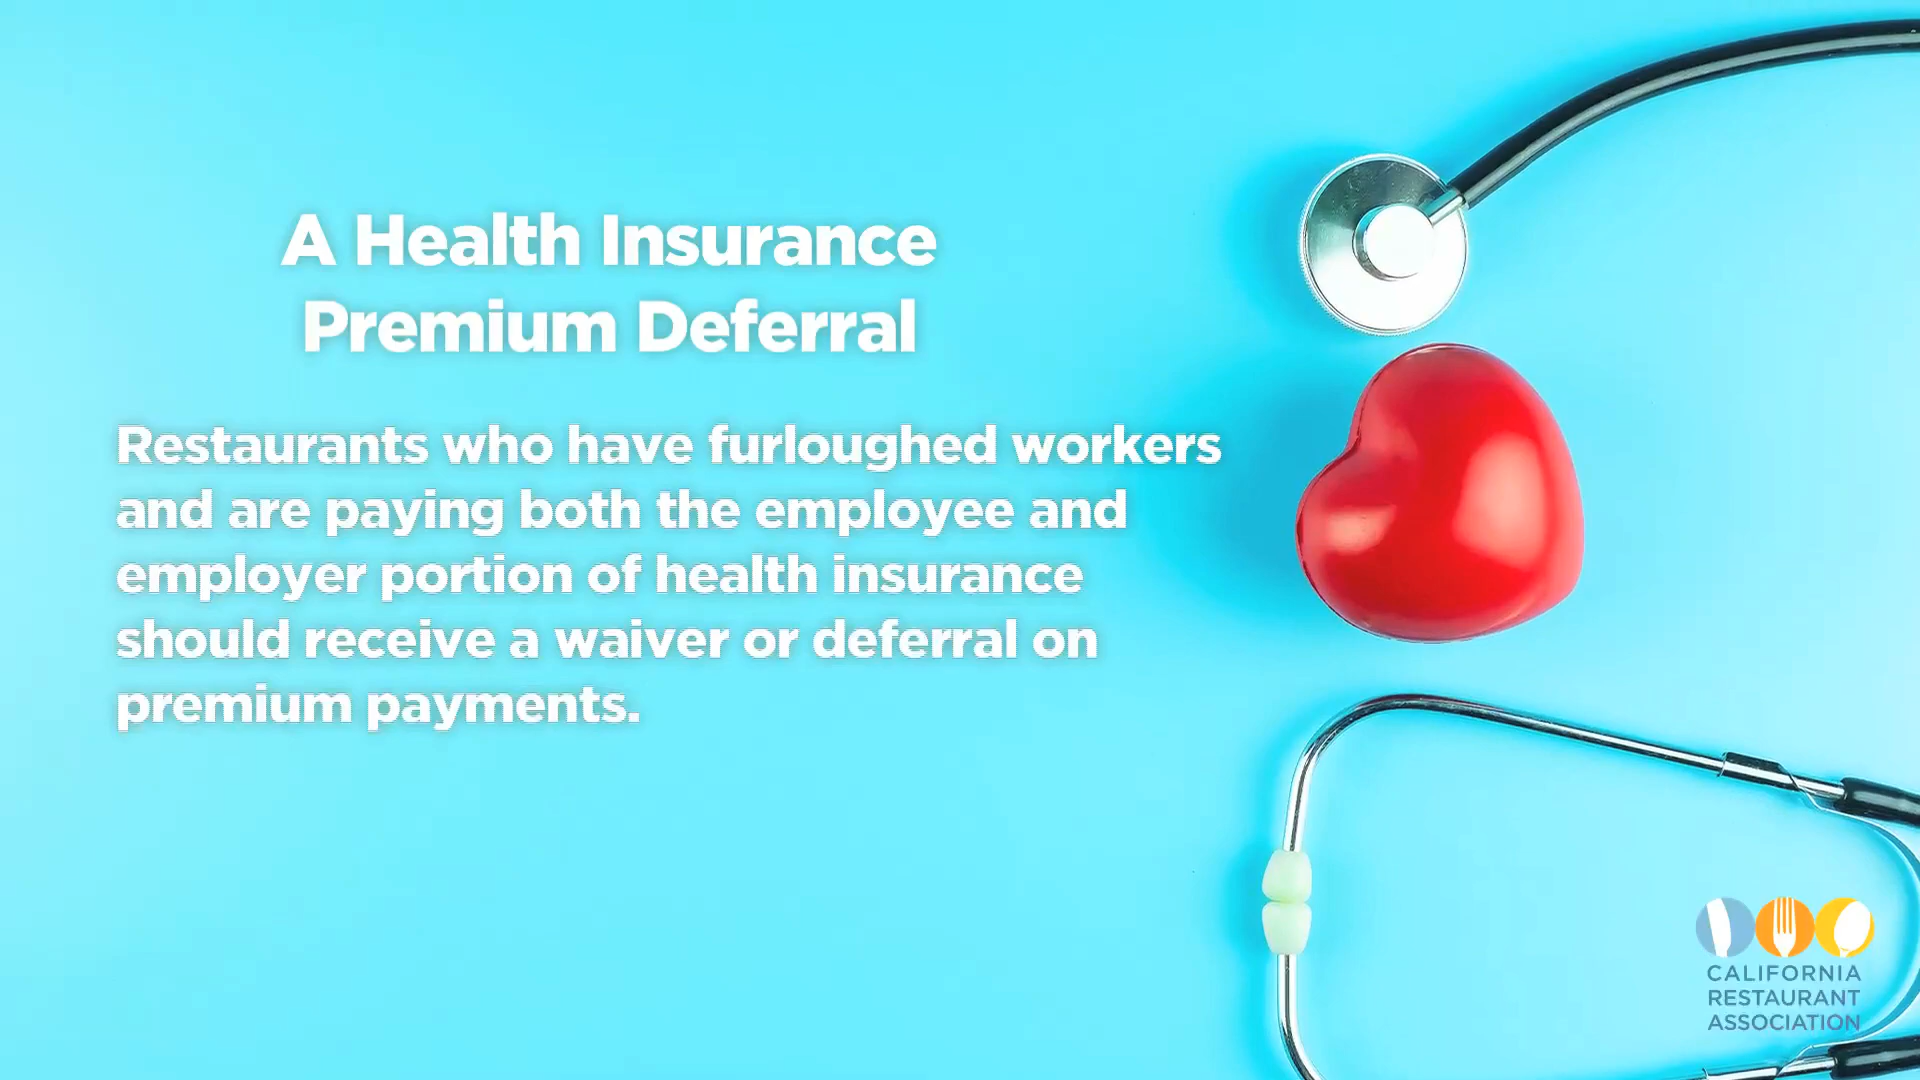 A Health Insurance
Premium Deferral
Restaurants who have furloughed workers
and are paying both the employee and
employer portion of health insurance
should receive a waiver or deferral on
premium payments.
CALIFORNIA
RESTAURANT
ASSOCIATION